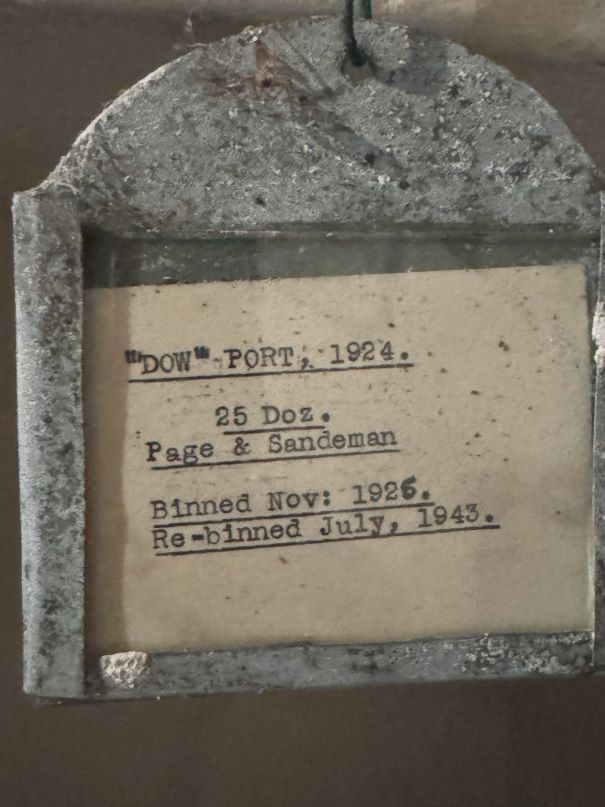 "DOW" PORT, 1924.
25 Doz.
Page & Sandeman
Binned Nov: 1926.
Re-binned July, 1943.